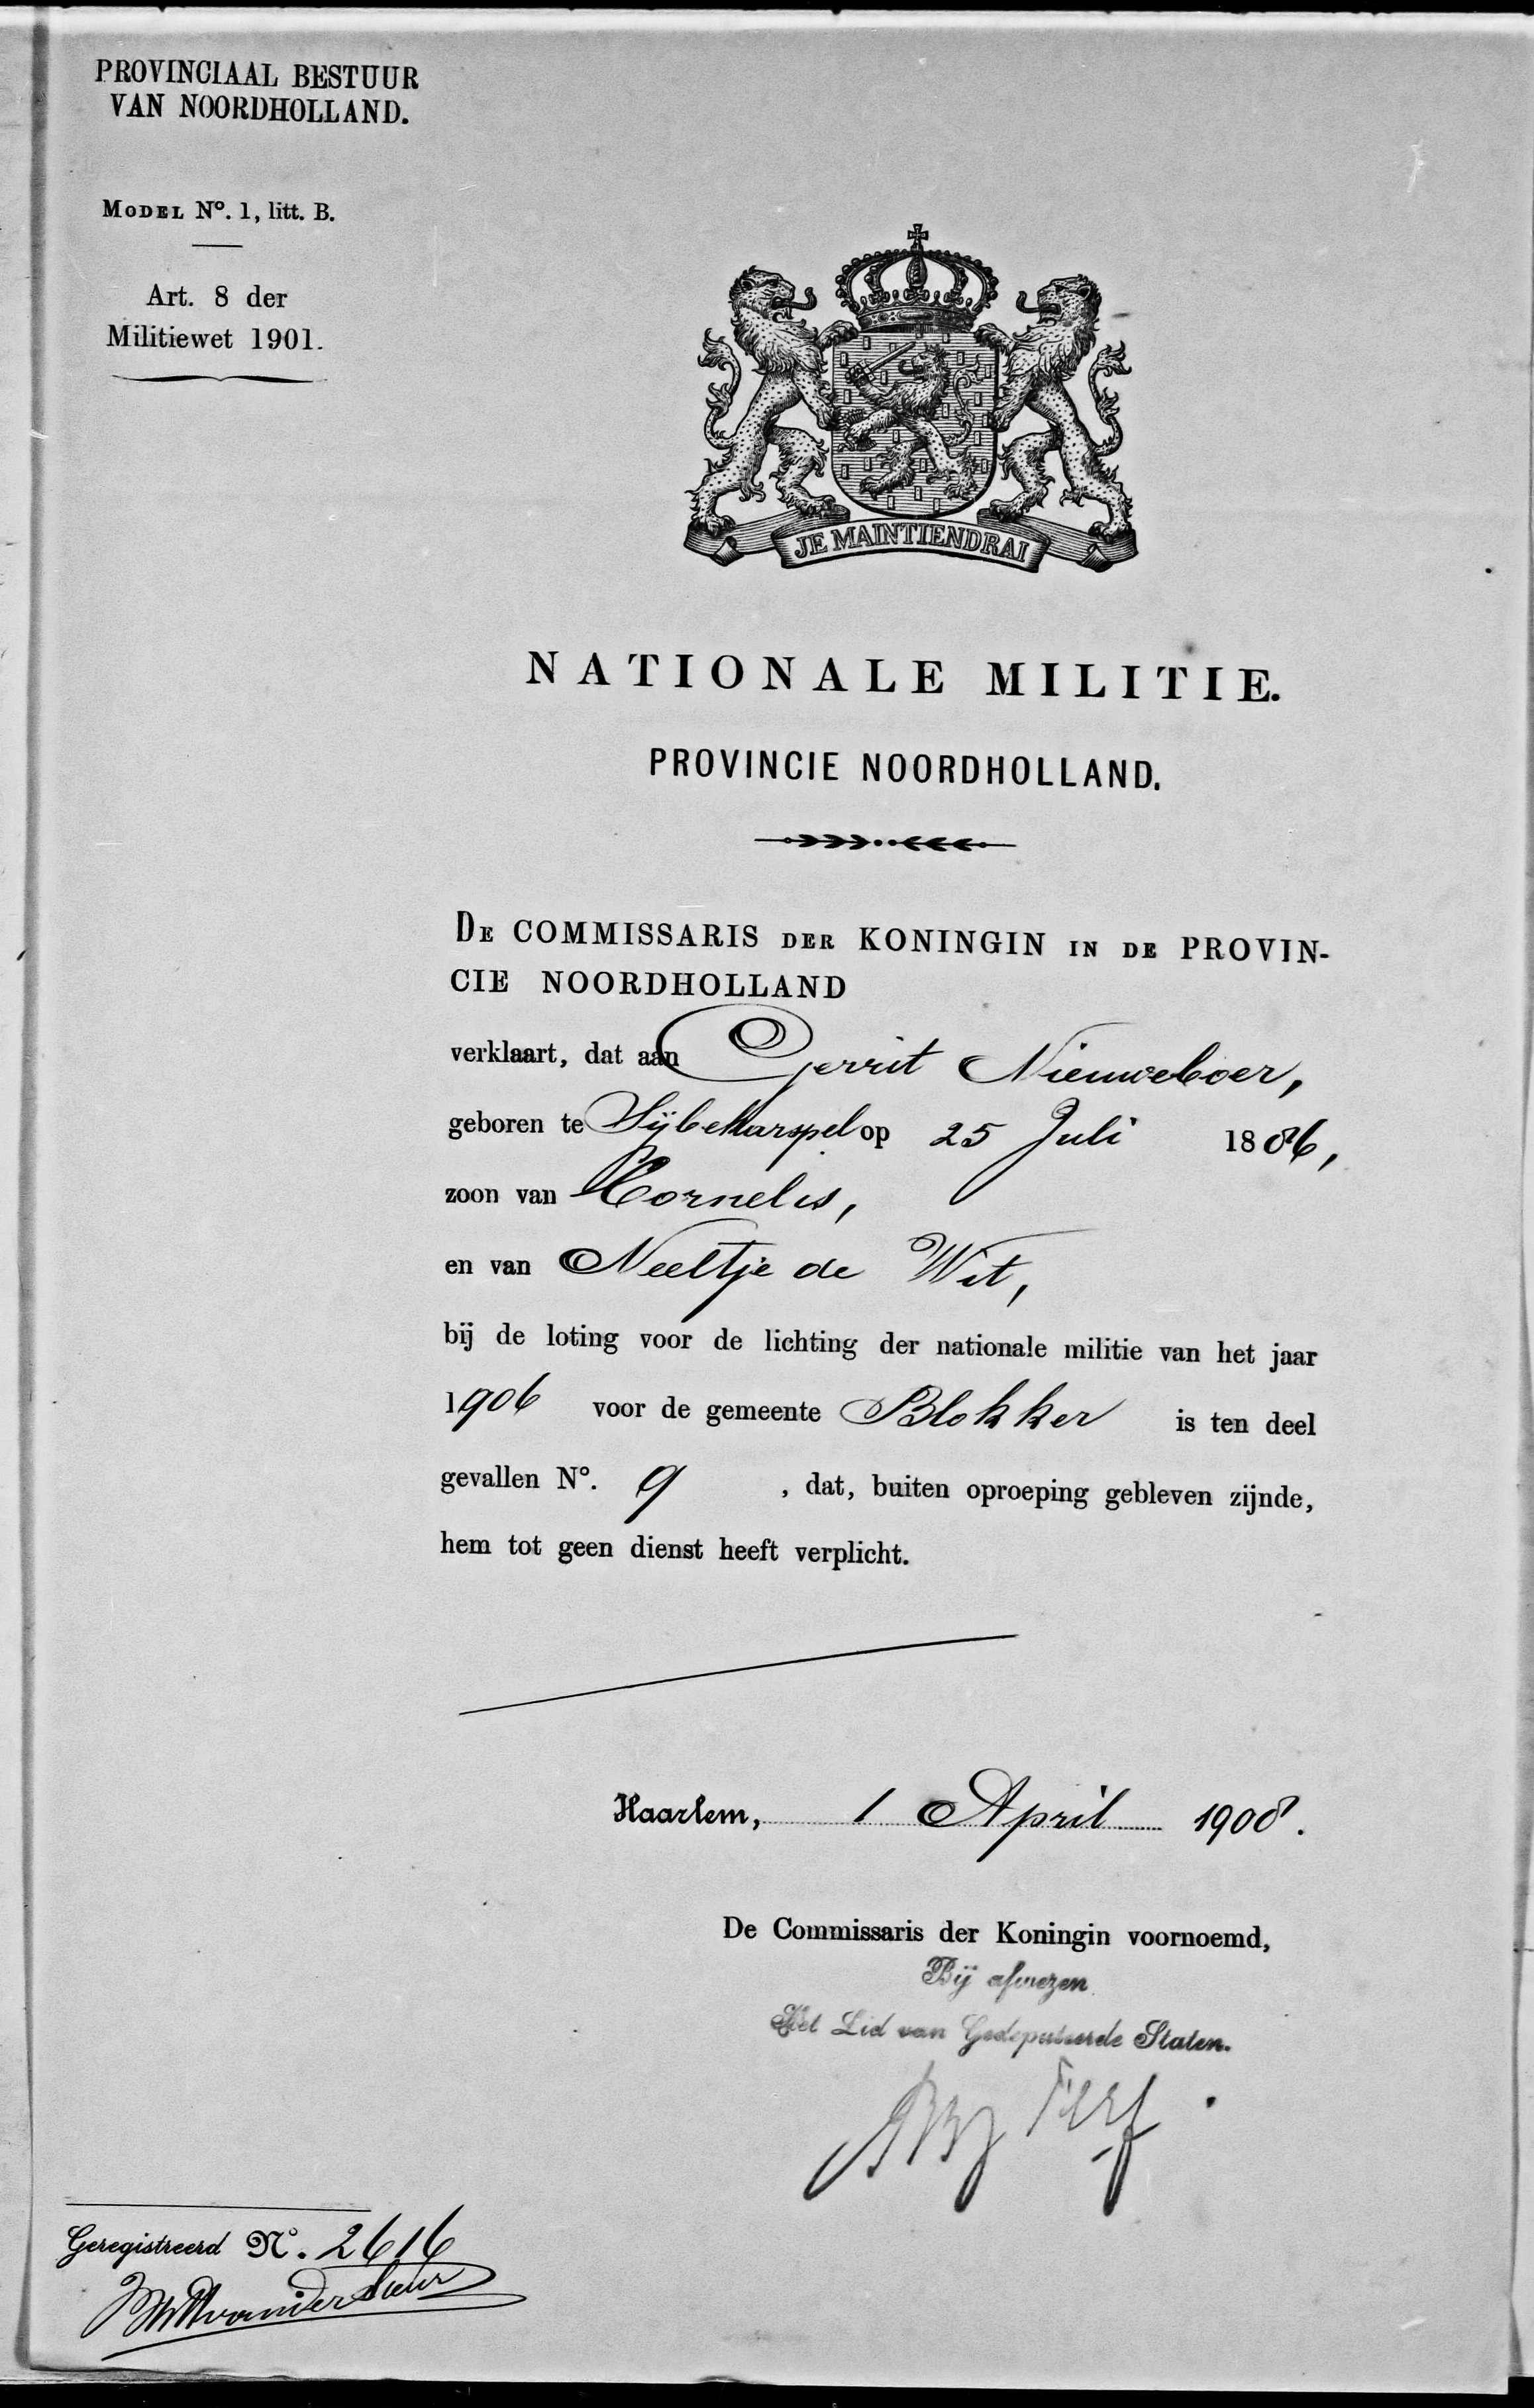 PROVINCIAAL BESTUUR
VAN NOORDHOLLAND.
MODEL Nº. 1, litt. B.
Art. 8 der
Militiewet 1901.
JE MAINTIENDRAI
NATIONALE MILITIE.
PROVINCIE NOORDHOLLAND.
DE COMMISSARIS DER KONINGIN IN DE PROVIN-
CIE NOORDHOLLAND
verklaart, dat aan Gerrit Nieuweboer,
geboren te Sijbekarspel op 25 Juli 1886,
zoon van Cornelis,
en van Neeltje de Wit,
bij de loting voor de lichting der nationale militie van het jaar
1906 voor de gemeente Blokker is ten deel
gevallen Nº. 9, dat, buiten oproeping gebleven zijnde,
hem tot geen dienst heeft verplicht.
Haarlem, 1 April 1908.
De Commissaris der Koningin voornoemd,
Bij afwezen
Het Lid van Gedeputeerde Staten.
Geregistreerd Nº. 2616